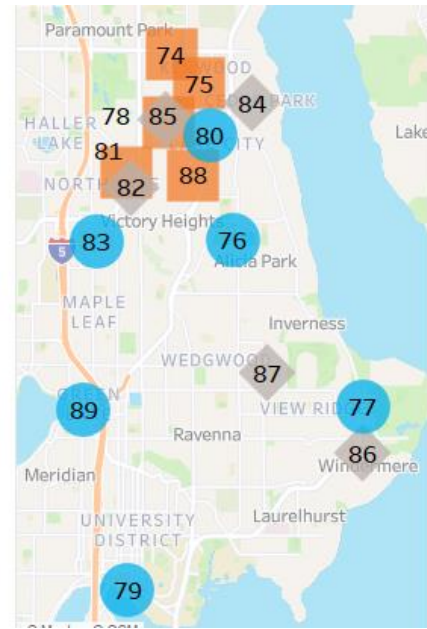 Paramount Park
74
75
84
78
85
HALLER
LAKE
80
81
82
88
Victory Heights
83
5
76
Alicia Park
MAPLE
LEAF
Inverness
WEDGWOOD
87
VIEW RIDGE
77
89
Ravenna
86
Meridian
Windermere
Laurelhurst
UNIVERSITY
DISTRICT
79
Lake